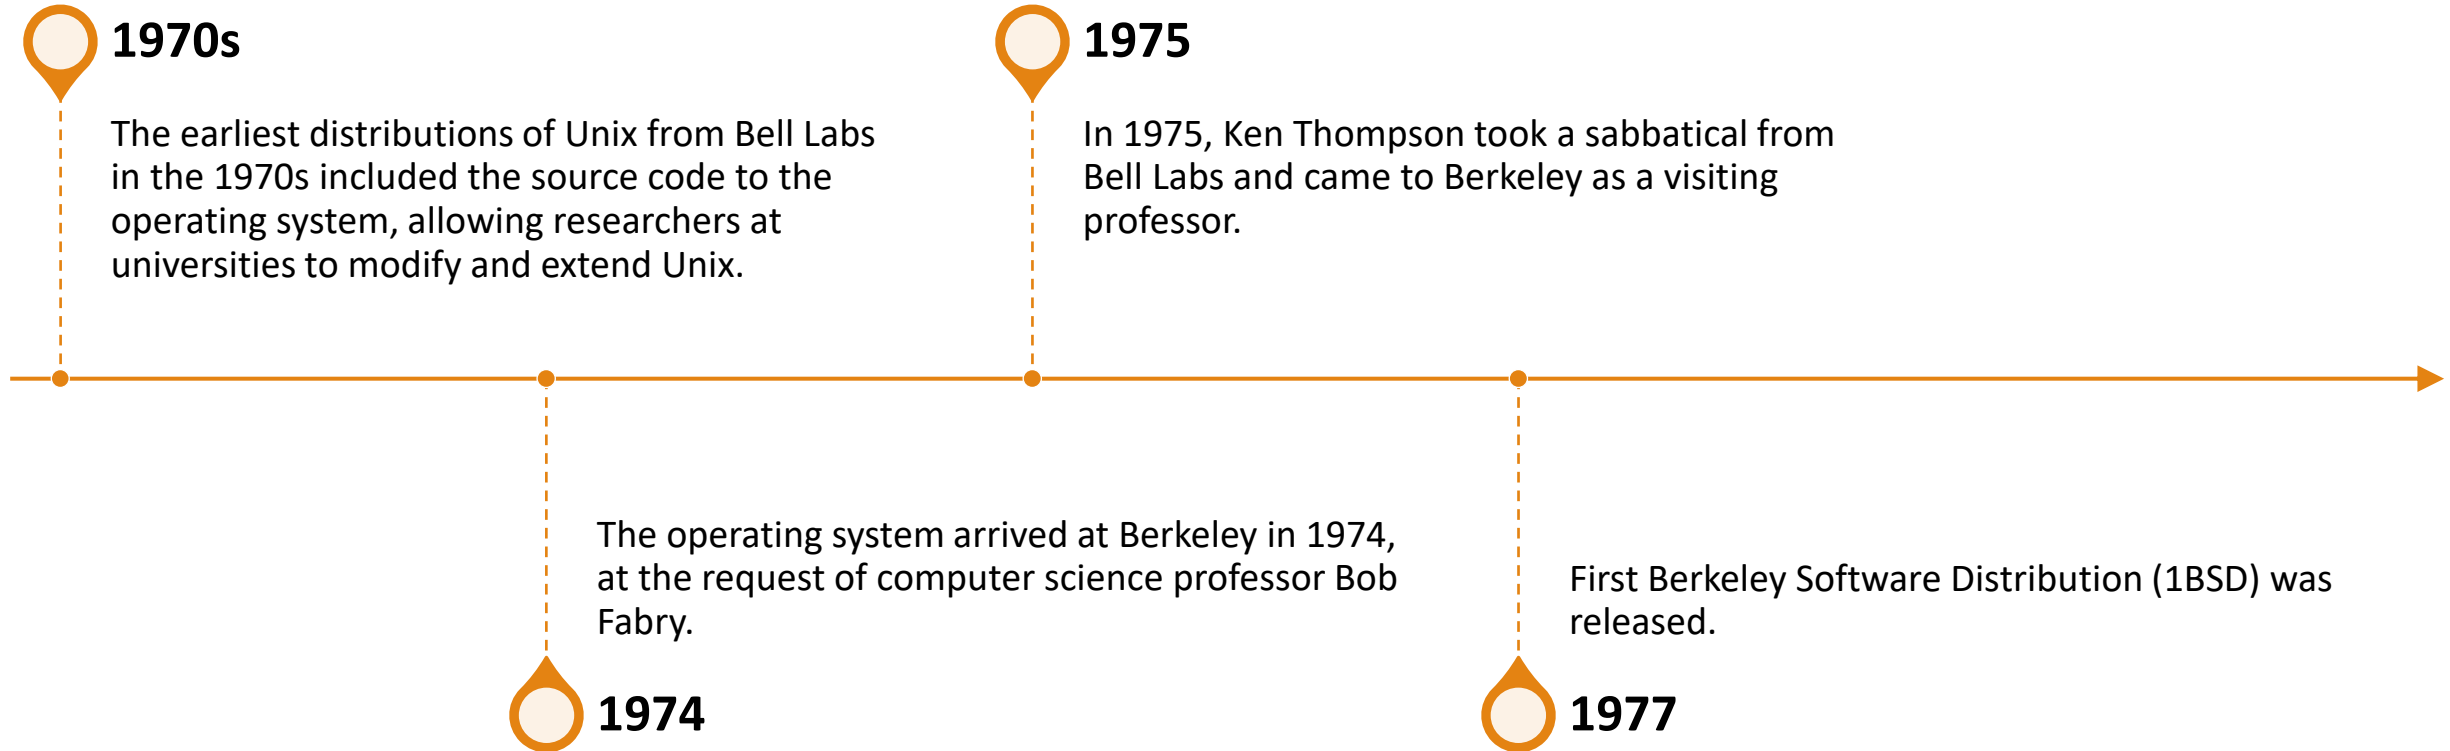 1970s
The earliest distributions of Unix from Bell Labs
in the 1970s included the source code to the
operating system, allowing researchers at
universities to modify and extend Unix.
1974
The operating system arrived at Berkeley in 1974,
at the request of computer science professor Bob
Fabry.
1975
In 1975, Ken Thompson took a sabbatical from
Bell Labs and came to Berkeley as a visiting
professor.
1977
First Berkeley Software Distribution (1BSD) was
released.